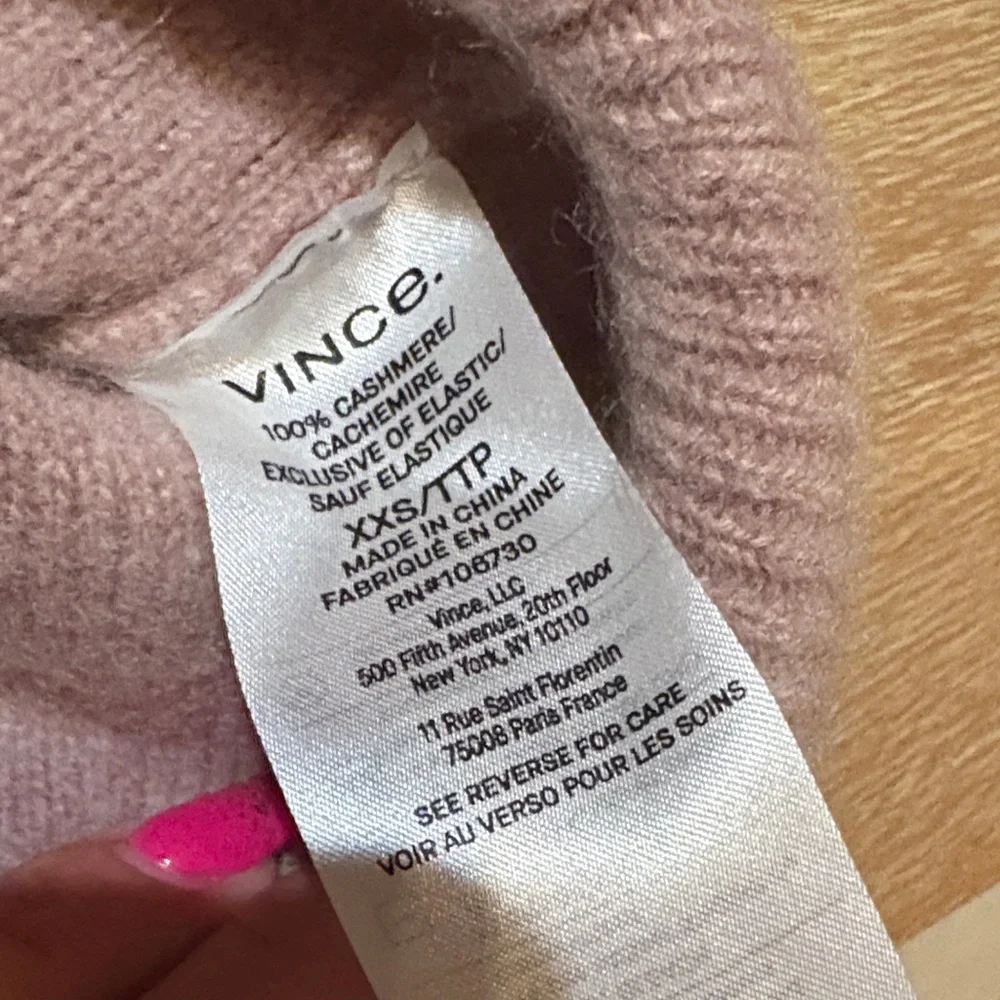 VINCe.
100% CASHMERE/
CACHEMIRE
EXCLUSIVE OF ELASTIC/
SAUF ELASTIQUE
XXS/TTP
MADE IN CHINA
FABRIQUÉ EN CHINE
RN#106730
Vince, LLC
500 Fifth Avenue, 20th Floor
New York, NY 10110
11 Rue Saint Florentin
75008 Paris France
SEE REVERSE FOR CARE
VOIR AU VERSO POUR LES SOINS